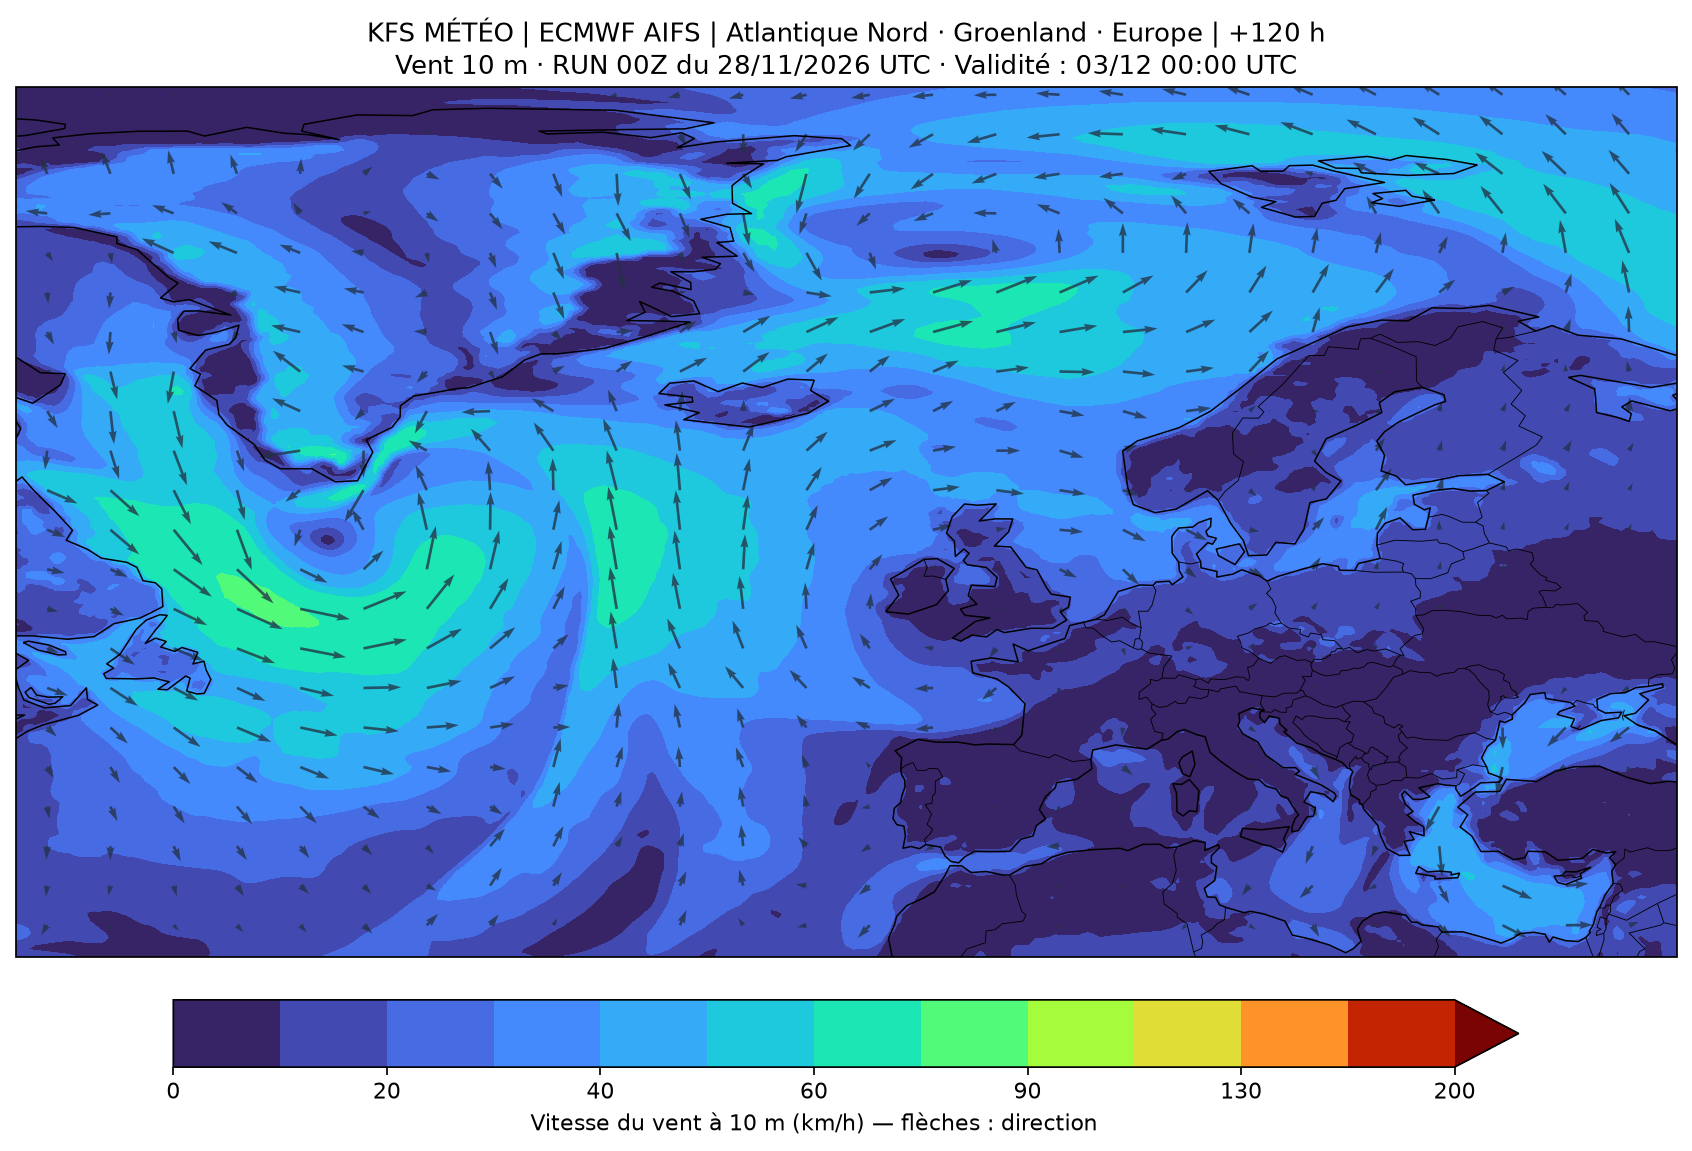 KFS MÉTÉO | ECMWF AIFS | Atlantique Nord · Groenland · Europe | +120 h
Vent 10 m · RUN 00Z du 28/11/2026 UTC · Validité : 03/12 00:00 UTC
0 20 40 60 90 130 200
Vitesse du vent à 10 m (km/h) — flèches : direction